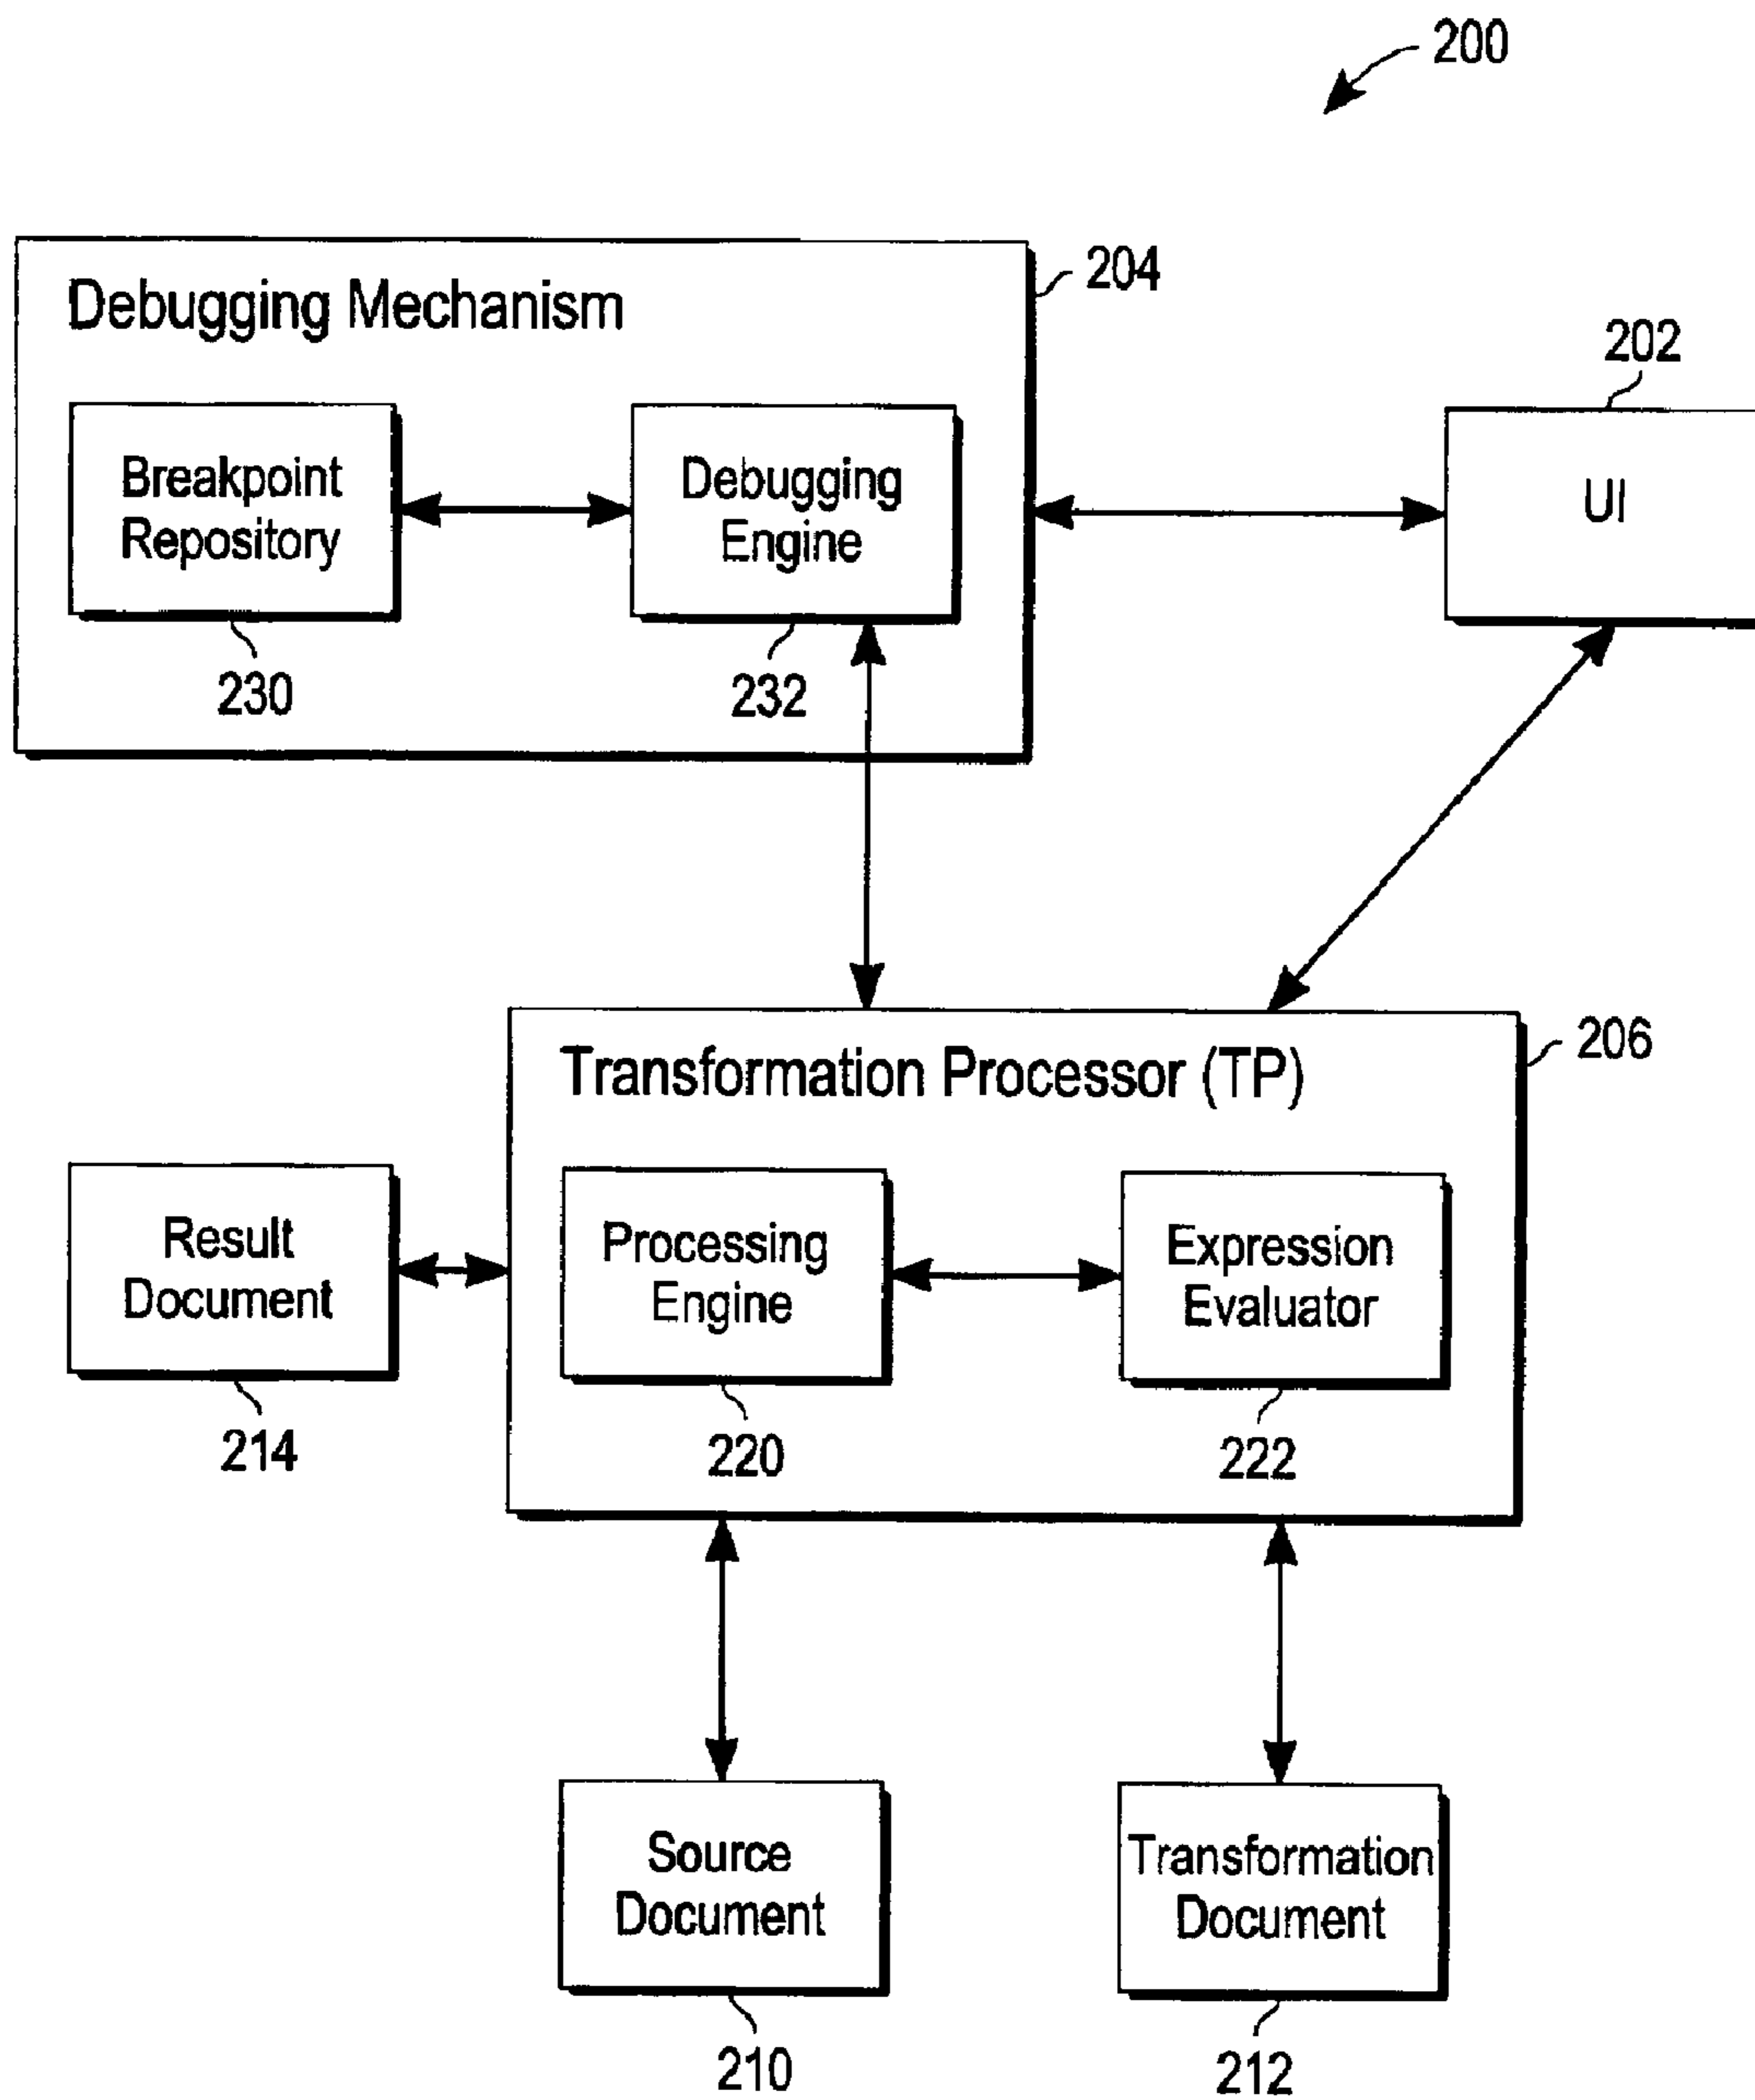 200
Debugging Mechanism
204
202
Breakpoint
Repository
Debugging
Engine
UI
230
232
Transformation Processor (TP)
206
Result
Document
Processing
Engine
Expression
Evaluator
214
220
222
Source
Document
Transformation
Document
210
212